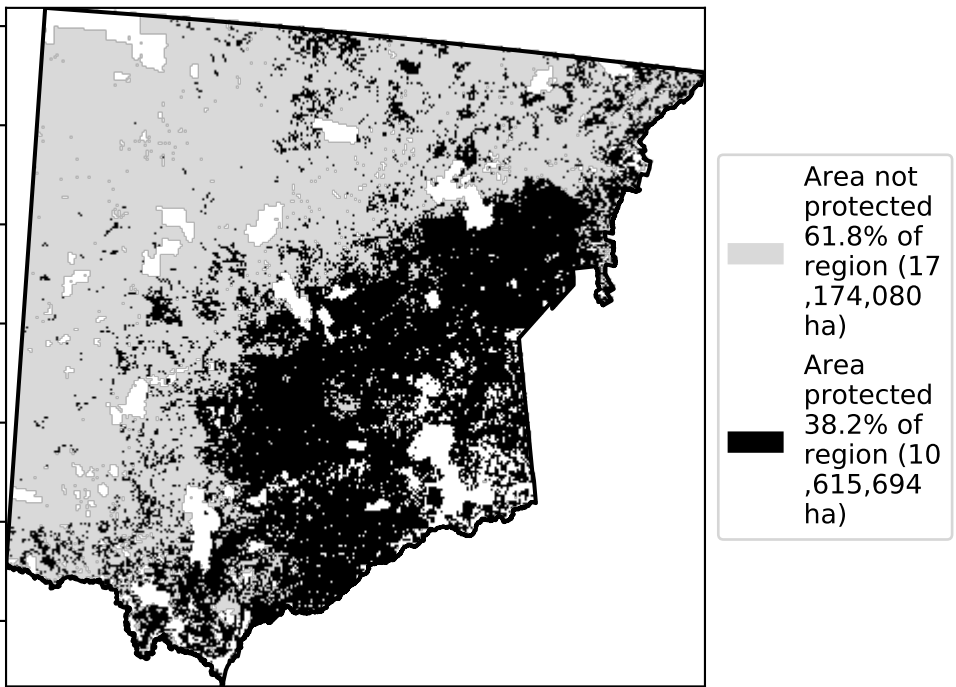 Area not
protected
61.8% of
region (17
,174,080
ha)
Area
protected
38.2% of
region (10
,615,694
ha)